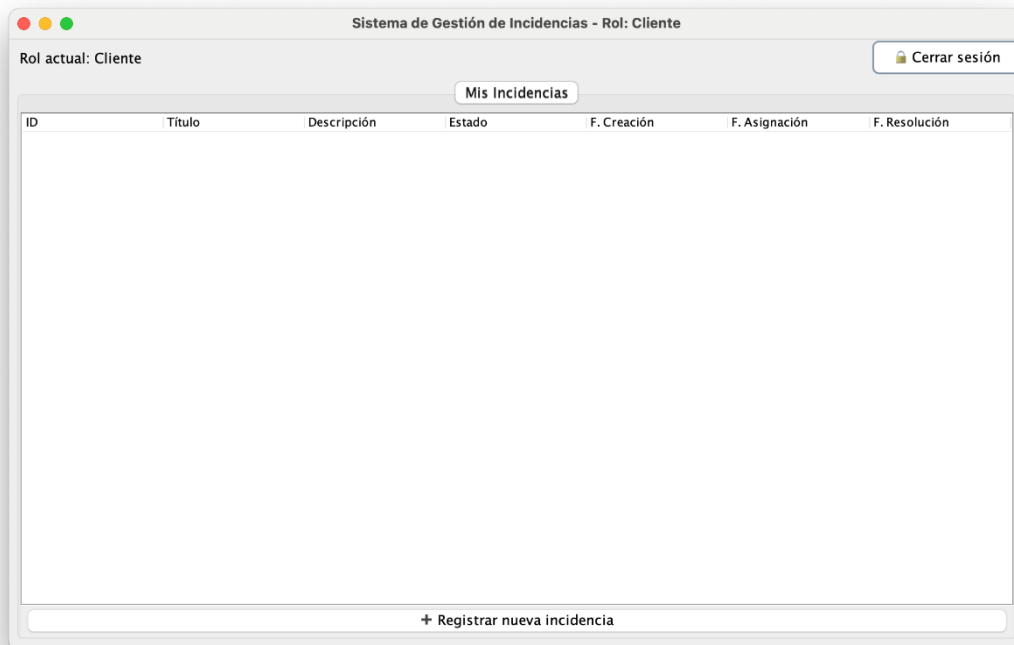 Sistema de Gestión de Incidencias - Rol: Cliente
Rol actual: Cliente
Cerrar sesión
Mis Incidencias
ID Título Descripción Estado F. Creación F. Asignación F. Resolución
+ Registrar nueva incidencia